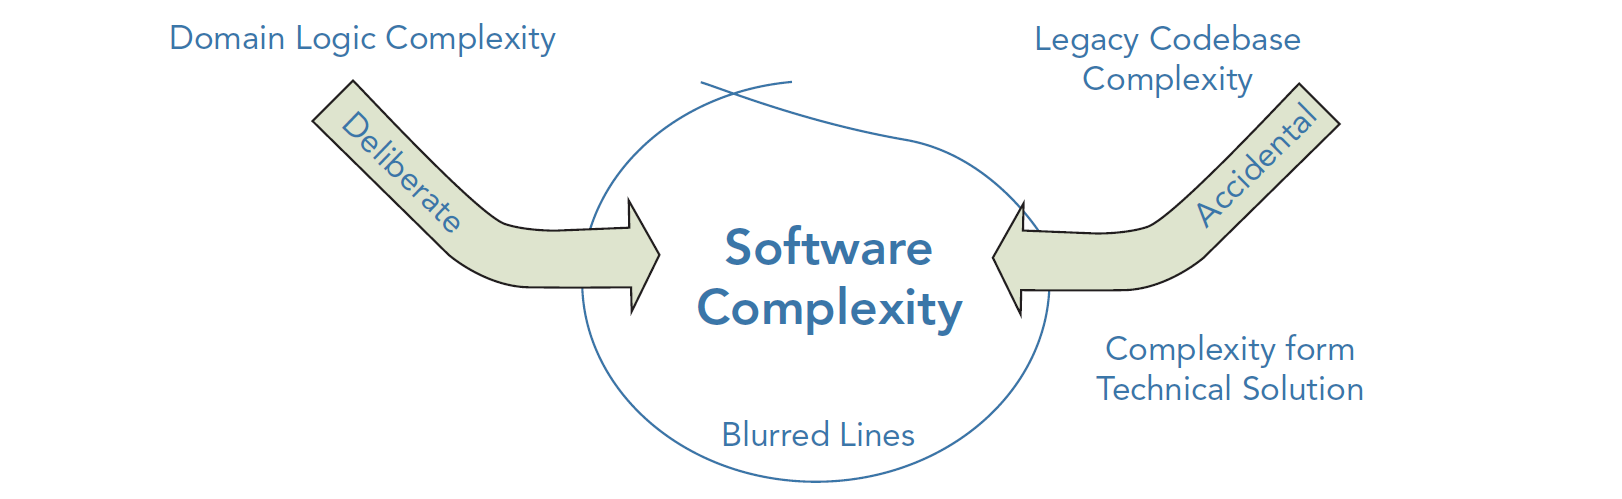 Domain Logic Complexity
Legacy Codebase
Complexity
Deliberate
Accidental
Software
Complexity
Complexity form
Technical Solution
Blurred Lines